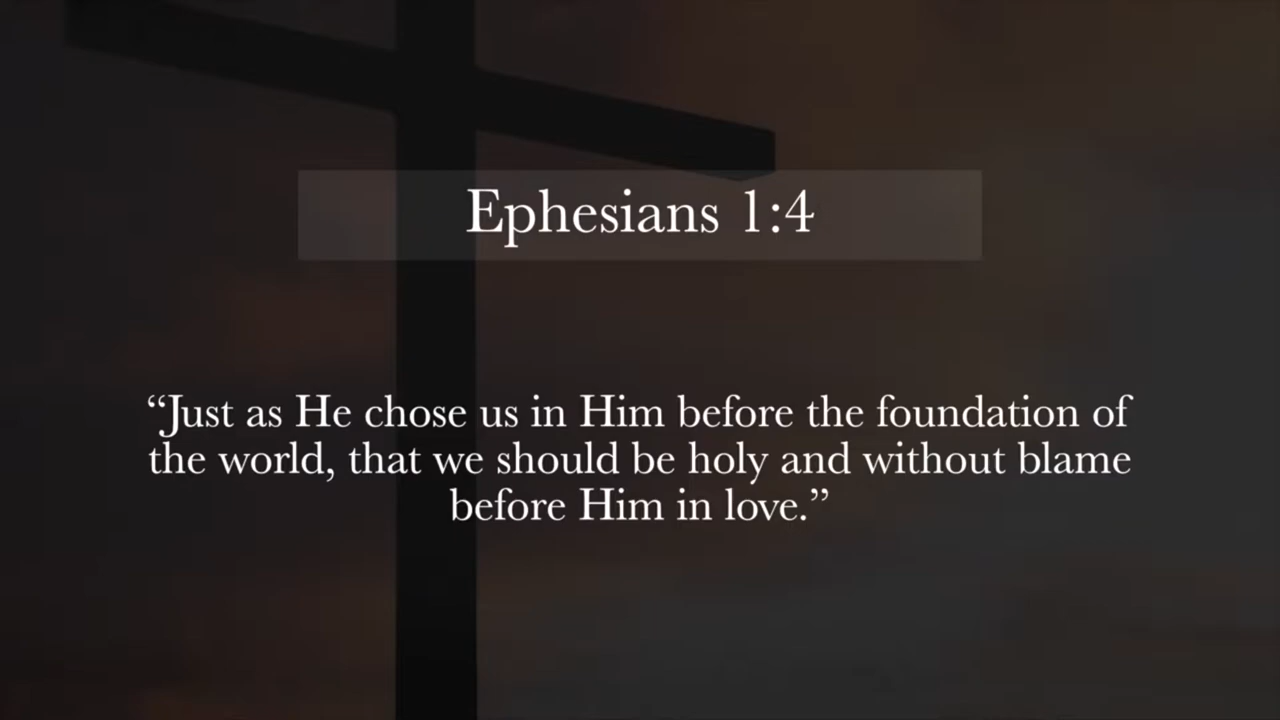 Ephesians 1:4
“Just as He chose us in Him before the foundation of
the world, that we should be holy and without blame
before Him in love.”